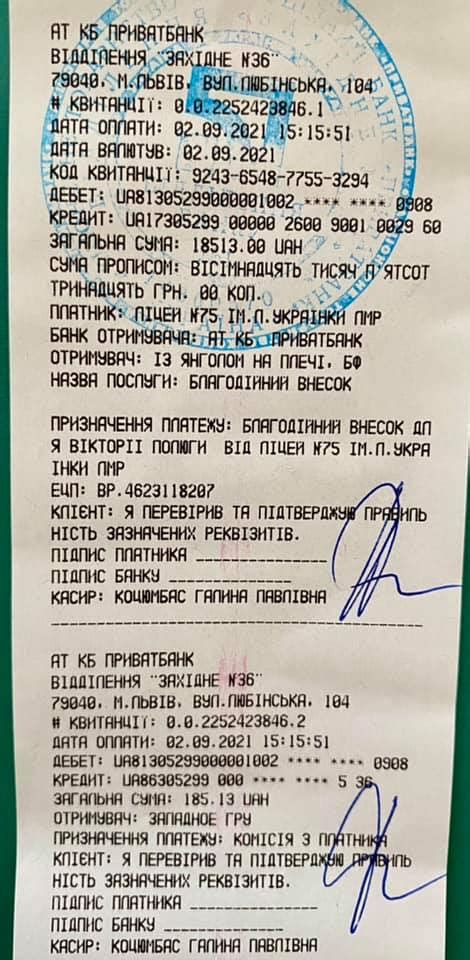 АТ КБ ПРИВАТБАНК
ВІДДІЛЕННЯ "ЗАХІДНЕ №36"
79040, М.ЛЬВІВ, ВУЛ.ЛЮБІНСЬКА, 104
# КВИТАНЦІЇ: 0.0.2252423846.1
ДАТА ОПЛАТИ: 02.09.2021 15:15:51
ДАТА ВАЛЮТУВ: 02.09.2021
КОД КВИТАНЦІЇ: 9243-6548-7755-3294
ДЕБЕТ: UA813052990000001002 **** **** 0908
КРЕДИТ: UA17305299 00000 2600 9001 0029 60
ЗАГАЛЬНА СУМА: 18513.00 UAH
СУМА ПРОПИСОМ: ВІСІМНАДЦЯТЬ ТИСЯЧ П'ЯТСОТ
ТРИНАДЦЯТЬ ГРН. 00 КОП.
ПЛАТНИК: ЛІЦЕЙ №75 ІМ.Л.УКРАІНКИ ЛМР
БАНК ОТРИМУВАЧА: АТ КБ ПРИВАТБАНК
ОТРИМУВАЧ: ІЗ ЯНГОЛОМ НА ПЛЕЧІ, БФ
НАЗВА ПОСЛУГИ: БЛАГОДІЙНИЙ ВНЕСОК
ПРИЗНАЧЕННЯ ПЛАТЕЖУ: БЛАГОДІЙНИЙ ВНЕСОК ДЛ
Я ВІКТОРІІ ПОЛЮГИ ВІД ЛІЦЕЙ №75 ІМ.Л.УКРА
ІНКИ ЛМР
ЕЦП: ВР.4623118207
КЛІЄНТ: Я ПЕРЕВІРИВ ТА ПІДТВЕРДЖУЮ ПРАВИЛЬ
НІСТЬ ЗАЗНАЧЕНИХ РЕКВІЗИТІВ.
ПІДПИС ПЛАТНИКА
ПІДПИС БАНКУ
КАСИР: КОЦЮМБАС ГАЛИНА ПАВЛІВНА
АТ КБ ПРИВАТБАНК
ВІДДІЛЕННЯ "ЗАХІДНЕ №36"
79040, М.ЛЬВІВ, ВУЛ.ЛЮБІНСЬКА, 104
# КВИТАНЦІЇ: 0.0.2252423846.2
ДАТА ОПЛАТИ: 02.09.2021 15:15:51
ДЕБЕТ: UA813052990000001002 **** **** 0908
КРЕДИТ: UA86305299 000 **** **** 5 36
ЗАГАЛЬНА СУМА: 185.13 UAH
ОТРИМУВАЧ: ЗАПАДНОЕ ГРУ
ПРИЗНАЧЕННЯ ПЛАТЕЖУ: КОМІСІЯ З ПЛАТНИКА
КЛІЄНТ: Я ПЕРЕВІРИВ ТА ПІДТВЕРДЖУЮ ПРАВИЛЬ
НІСТЬ ЗАЗНАЧЕНИХ РЕКВІЗИТІВ.
ПІДПИС ПЛАТНИКА
ПІДПИС БАНКУ
КАСИР: КОЦЮМБАС ГАЛИНА ПАВЛІВНА